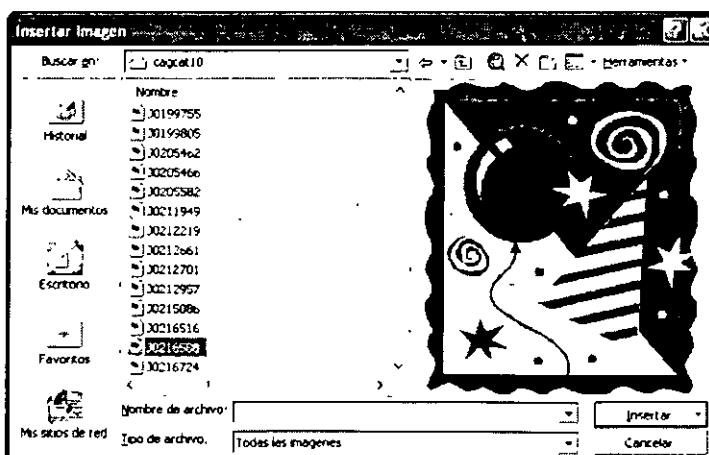 Insertar Imagen
Buscar en: cagcat10 Herramientas
Nombre
J0199755
J0199805
J0205462
J0205466
J0205582
J0211949
J0212219
J0212661
J0212701
J0212957
J0215086
J0216516
J0216588
J0216724
Historial
Mis documentos
Escritorio
Favoritos
Mis sitios de red
Nombre de archivo: Insertar
Tipo de archivo: Todas las imagenes Cancelar